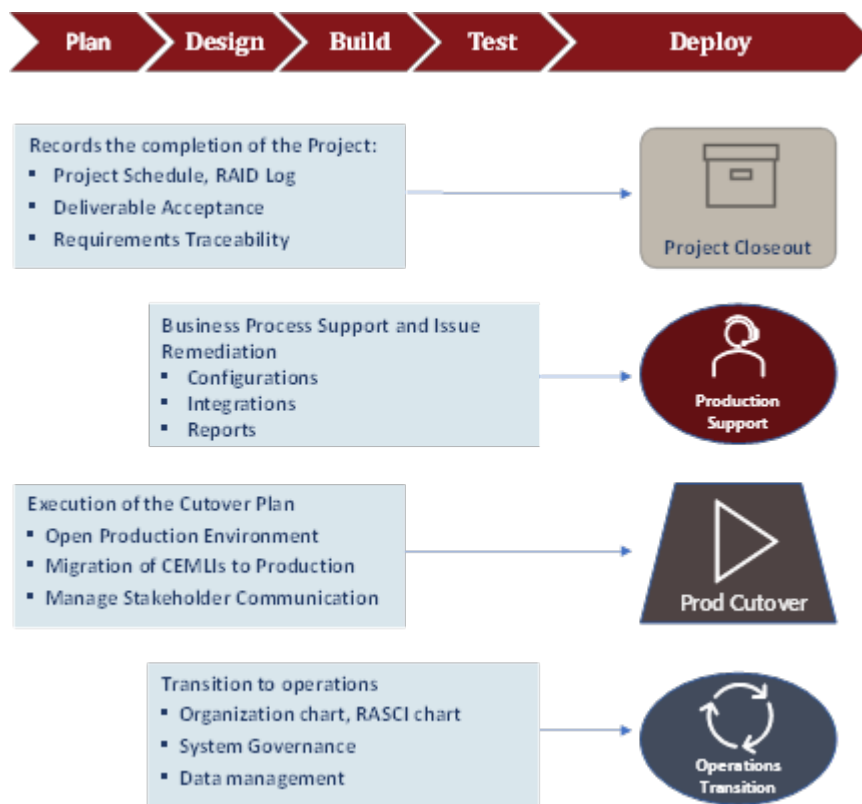 Plan Design Build Test Deploy
Records the completion of the Project:
▪ Project Schedule, RAID Log
▪ Deliverable Acceptance
▪ Requirements Traceability
Project Closeout
Business Process Support and Issue
Remediation
▪ Configurations
▪ Integrations
▪ Reports
Production
Support
Execution of the Cutover Plan
▪ Open Production Environment
▪ Migration of CEMLIs to Production
▪ Manage Stakeholder Communication
Prod Cutover
Transition to operations
▪ Organization chart, RASCI chart
▪ System Governance
▪ Data management
Operations
Transition